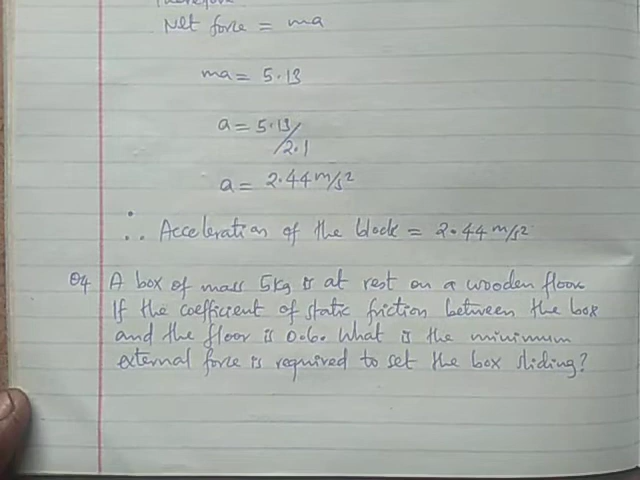 Therefore
Net force = ma
ma = 5.13
a = 5.13/2.1
a = 2.44 m/s²
∴ Acceleration of the block = 2.44 m/s²
Q4 A box of mass 5kg is at rest on a wooden floor.
If the coefficient of static friction between the box
and the floor is 0.6. What is the minimum
external force is required to set the box sliding?